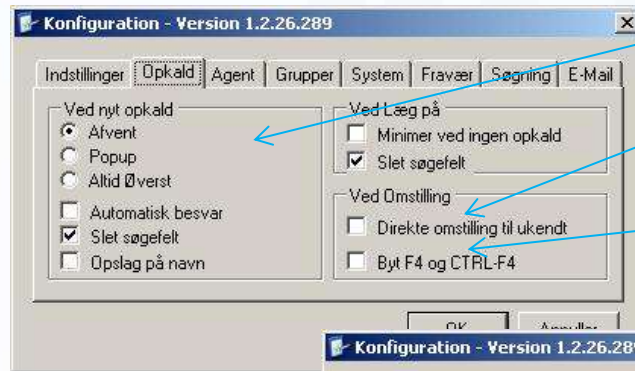 Konfiguration - Version 1.2.26.289
Indstillinger Opkald Agent Grupper System Fravær Søgning E-Mail
Ved nyt opkald
Afvent
Popup
Altid Øverst
Automatisk besvar
Slet søgefelt
Opslag på navn
Ved Læg på
Minimer ved ingen opkald
Slet søgefelt
Ved Omstilling
Direkte omstilling til ukendt
Byt F4 og CTRL-F4
OK Annuller
Konfiguration - Version 1.2.26.289